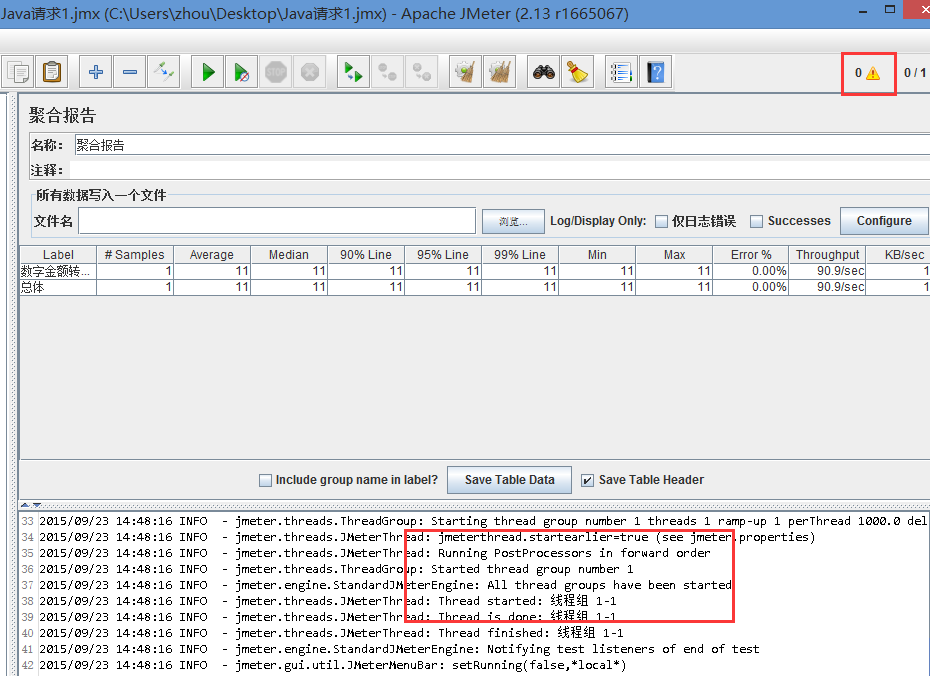 Java请求1.jmx (C:\Users\zhou\Desktop\Java请求1.jmx) - Apache JMeter (2.13 r1665067)
STOP
0 0 / 1
聚合报告
名称: 聚合报告
注释:
所有数据写入一个文件
文件名 浏览... Log/Display Only: 仅日志错误 Successes Configure
Label # Samples Average Median 90% Line 95% Line 99% Line Min Max Error % Throughput KB/sec
数字金额转... 1 11 11 11 11 11 11 11 0.00% 90.9/sec 1
总体 1 11 11 11 11 11 11 11 0.00% 90.9/sec 1
Include group name in label? Save Table Data Save Table Header
33 2015/09/23 14:48:16 INFO - jmeter.threads.ThreadGroup: Starting thread group number 1 threads 1 ramp-up 1 perThread 1000.0 del
34 2015/09/23 14:48:16 INFO - jmeter.threads.JMeterThread: jmeterthread.startearlier=true (see jmeter.properties)
35 2015/09/23 14:48:16 INFO - jmeter.threads.JMeterThread: Running PostProcessors in forward order
36 2015/09/23 14:48:16 INFO - jmeter.threads.ThreadGroup: Started thread group number 1
37 2015/09/23 14:48:16 INFO - jmeter.engine.StandardJMeterEngine: All thread groups have been started
38 2015/09/23 14:48:16 INFO - jmeter.threads.JMeterThread: Thread started: 线程组 1-1
39 2015/09/23 14:48:16 INFO - jmeter.threads.JMeterThread: Thread is done: 线程组 1-1
40 2015/09/23 14:48:16 INFO - jmeter.threads.JMeterThread: Thread finished: 线程组 1-1
41 2015/09/23 14:48:16 INFO - jmeter.engine.StandardJMeterEngine: Notifying test listeners of end of test
42 2015/09/23 14:48:16 INFO - jmeter.gui.util.JMeterMenuBar: setRunning(false,*local*)